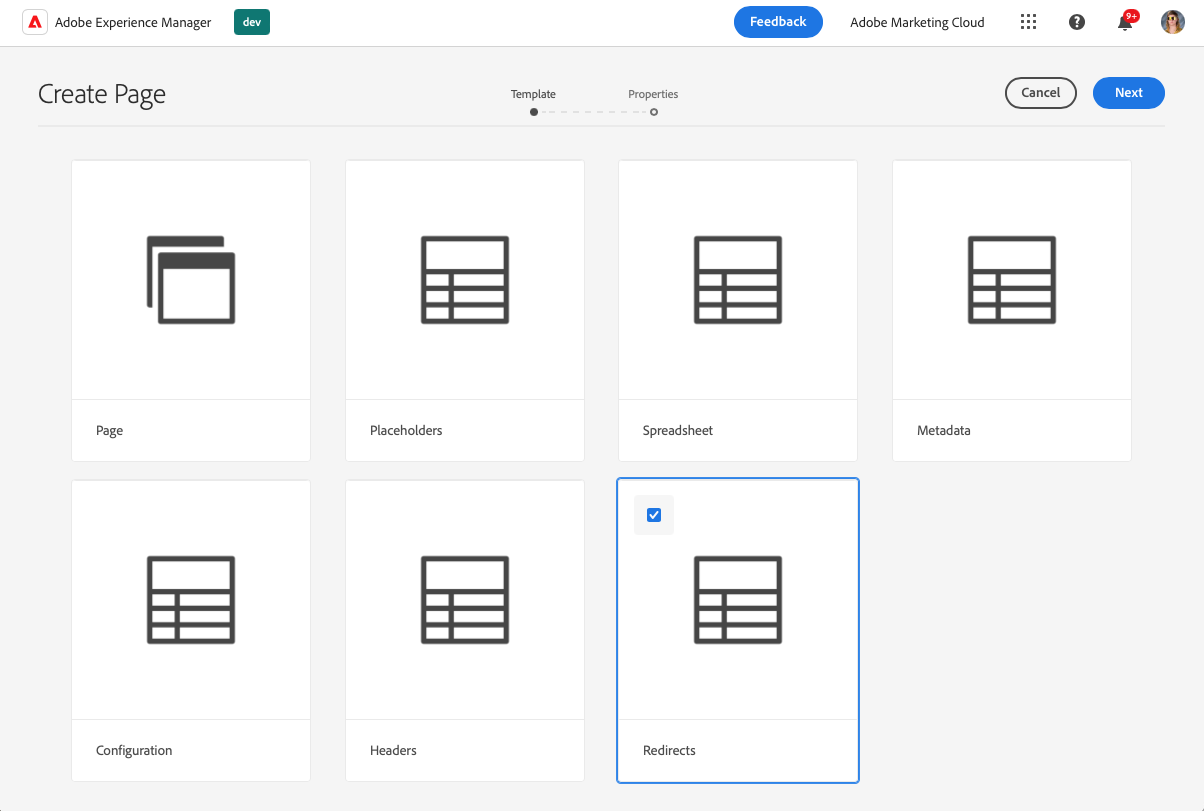 Adobe Experience Manager
dev
Feedback
Adobe Marketing Cloud
9+
Create Page
Template
Properties
Cancel
Next
Page
Placeholders
Spreadsheet
Metadata
Configuration
Headers
Redirects